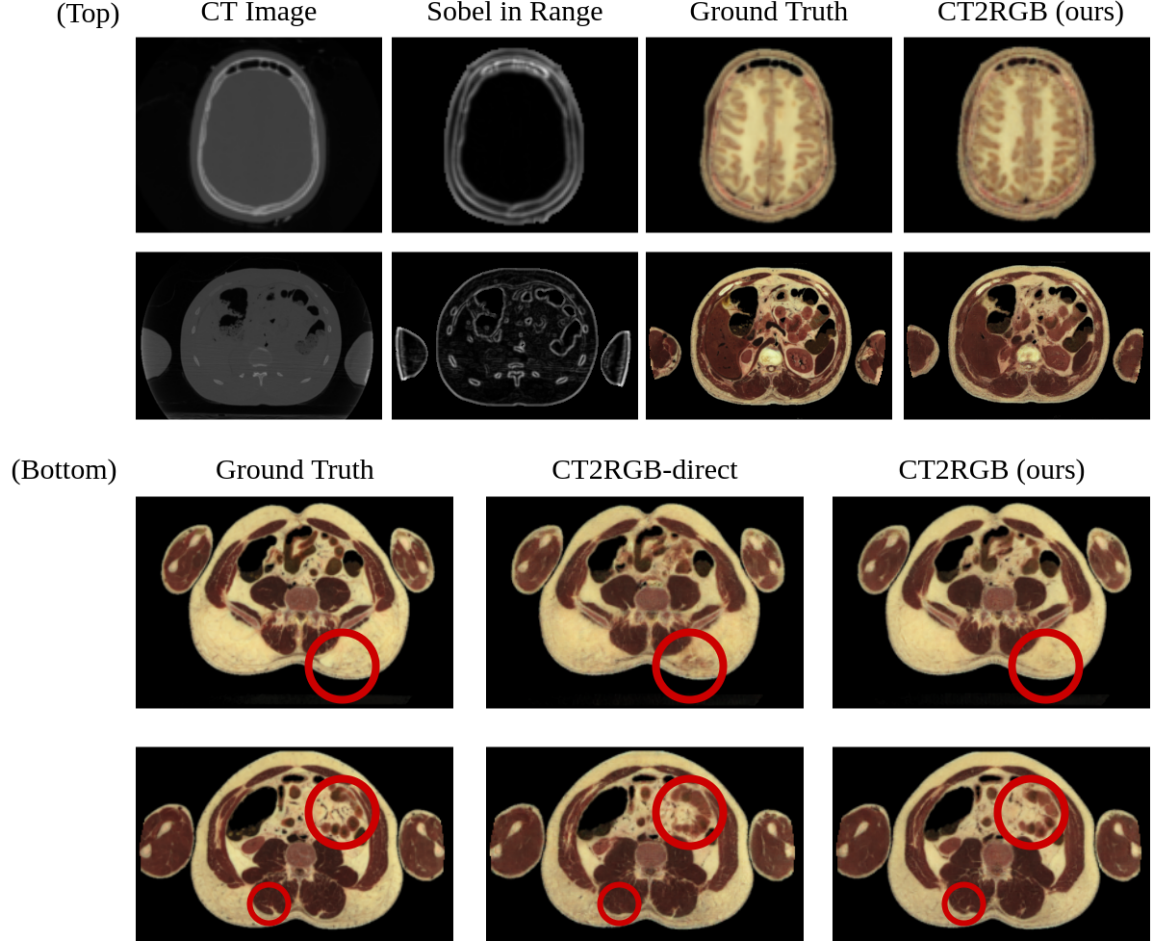 (Top) CT Image Sobel in Range Ground Truth CT2RGB (ours)
(Bottom) Ground Truth CT2RGB-direct CT2RGB (ours)